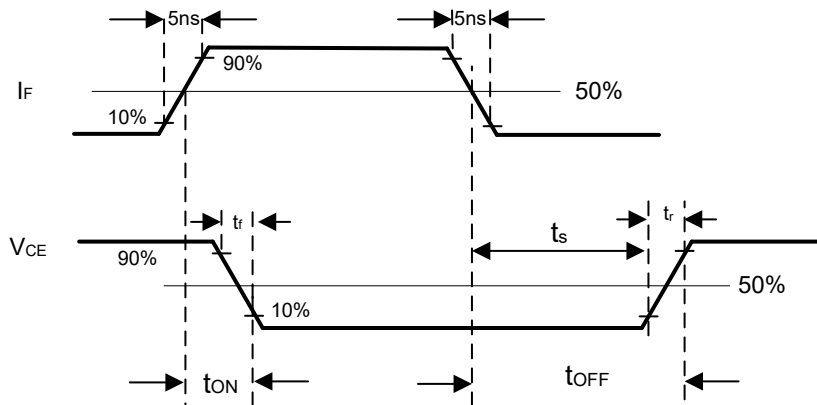 5ns 5ns
90%
IF 50%
10%
tf tr
VCE ts
90%
50%
10%
tON tOFF